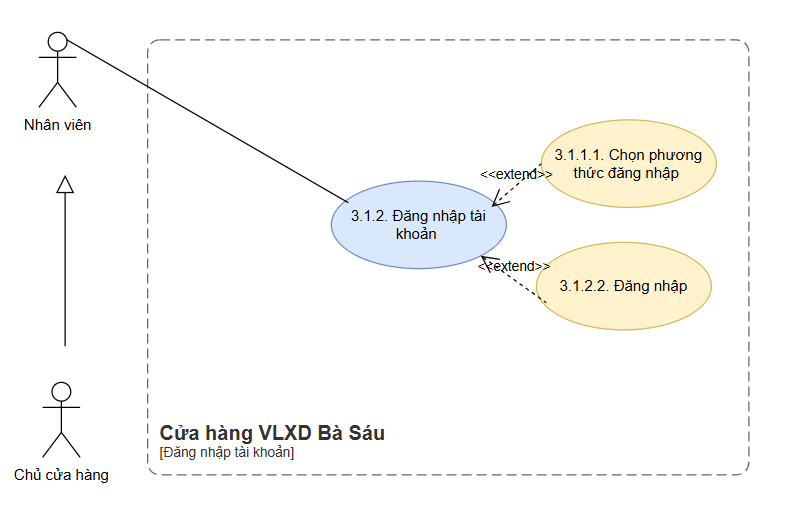 Nhân viên
3.1.1.1. Chọn phương
thức đăng nhập
<<extend>>
3.1.2. Đăng nhập tài
khoản
<<extend>>
3.1.2.2. Đăng nhập
Cửa hàng VLXD Bà Sáu
[Đăng nhập tài khoản]
Chủ cửa hàng